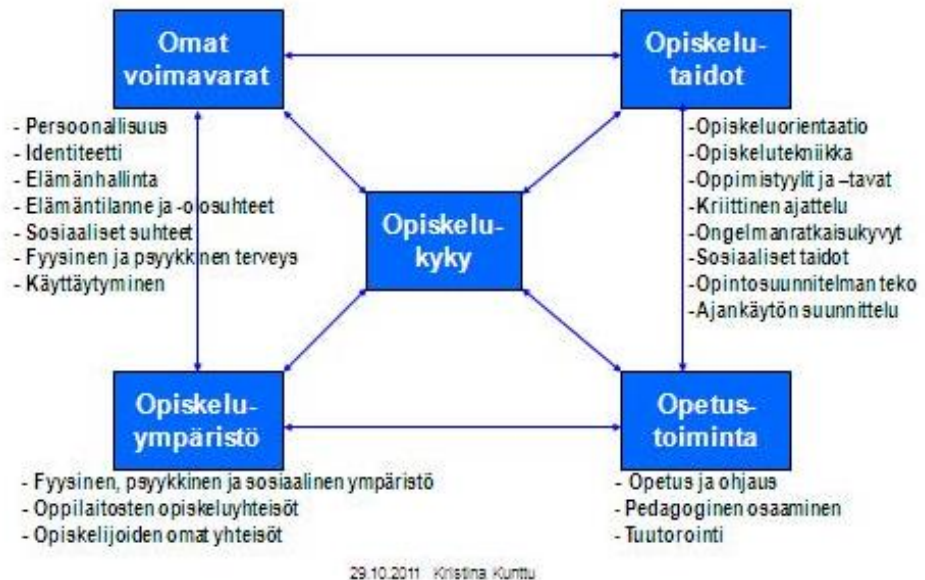 Omat
voimavarat
- Persoonallisuus
- Identiteetti
- Elämänhallinta
- Elämäntilanne ja -olosuhteet
- Sosiaaliset suhteet
- Fyysinen ja psyykkinen terveys
- Käyttäytyminen
Opiskelu-
taidot
-Opiskeluorientaatio
-Opiskelutekniikka
-Oppimistyylit ja –tavat
-Kriittinen ajattelu
-Ongelmanratkaisukyvyt
-Sosiaaliset taidot
-Opintosuunnitelman teko
-Ajankäytön suunnittelu
Opiskelu-
kyky
Opiskelu-
ympäristö
- Fyysinen, psyykkinen ja sosiaalinen ympäristö
- Oppilaitosten opiskeluyhteisöt
- Opiskelijoiden omat yhteisöt
Opetus-
toiminta
- Opetus ja ohjaus
- Pedagoginen osaaminen
- Tuutorointi
29.10.2011 Kristina Kunttu